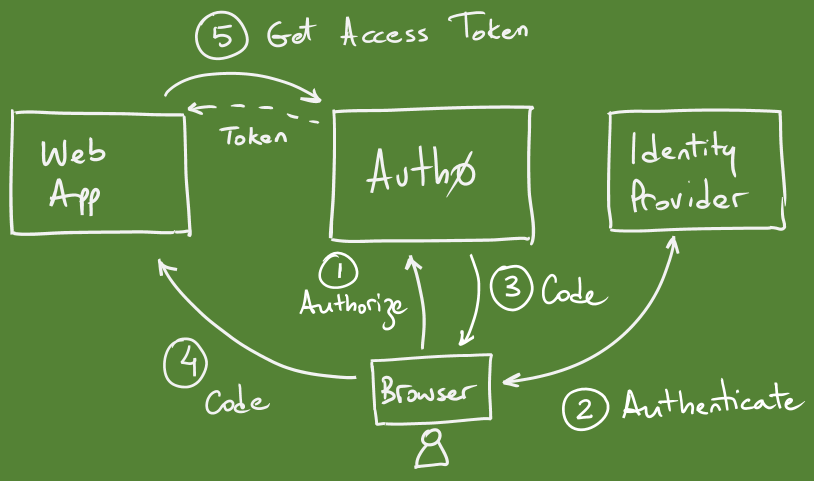 5 Get Access Token
Token
Web
App
Auth0
Identity
Provider
1
Authorize
3 Code
4
Code
Browser
2 Authenticate